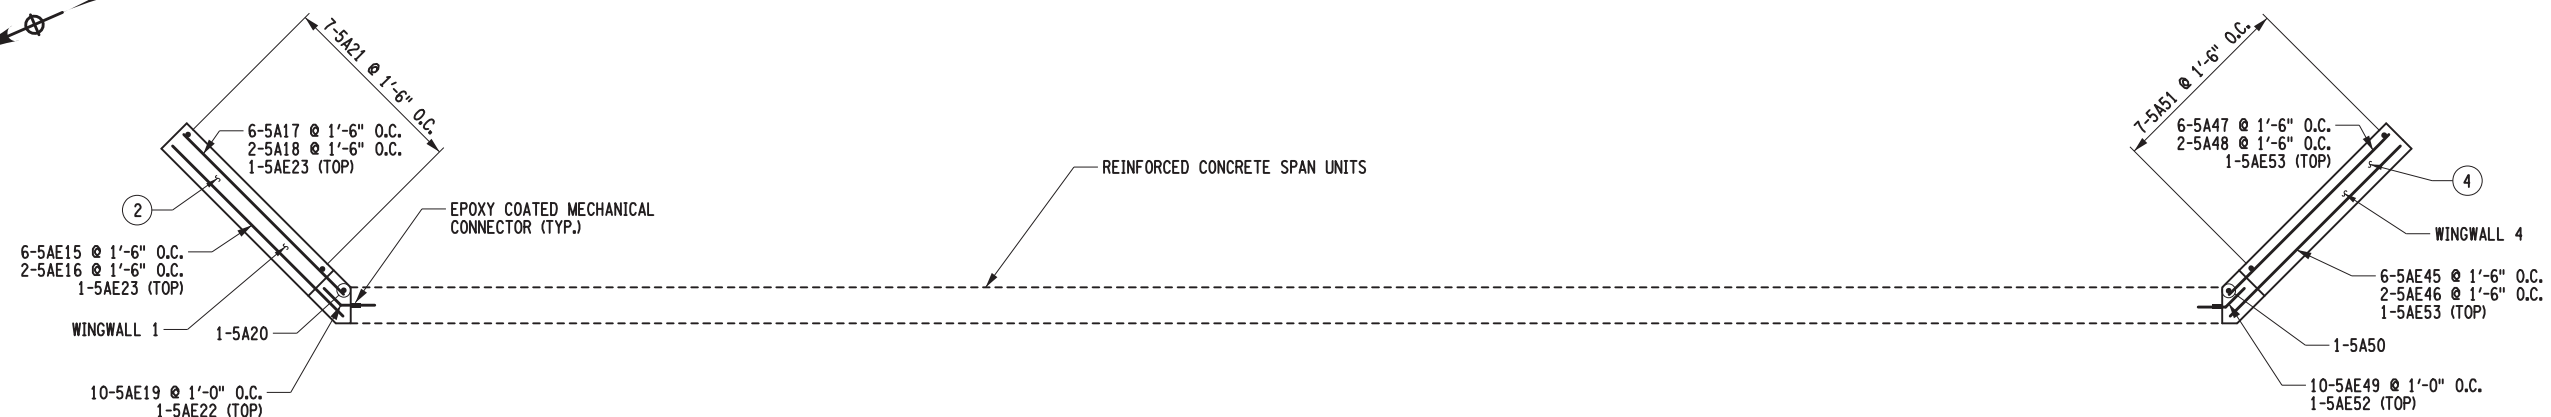 7-5A21 @ 1'-6" O.C.
6-5A17 @ 1'-6" O.C.
2-5A18 @ 1'-6" O.C.
1-5AE23 (TOP)
2
EPOXY COATED MECHANICAL
CONNECTOR (TYP.)
6-5AE15 @ 1'-6" O.C.
2-5AE16 @ 1'-6" O.C.
1-5AE23 (TOP)
WINGWALL 1
1-5A20
10-5AE19 @ 1'-0" O.C.
1-5AE22 (TOP)
REINFORCED CONCRETE SPAN UNITS
7-5A51 @ 1'-6" O.C.
6-5A47 @ 1'-6" O.C.
2-5A48 @ 1'-6" O.C.
1-5AE53 (TOP)
4
WINGWALL 4
6-5AE45 @ 1'-6" O.C.
2-5AE46 @ 1'-6" O.C.
1-5AE53 (TOP)
1-5A50
10-5AE49 @ 1'-0" O.C.
1-5AE52 (TOP)